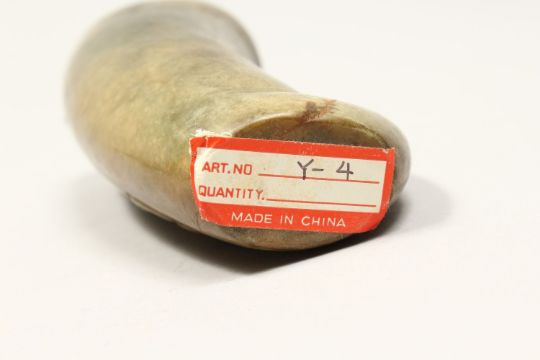 ART. NO Y-4
QUANTITY.
MADE IN CHINA